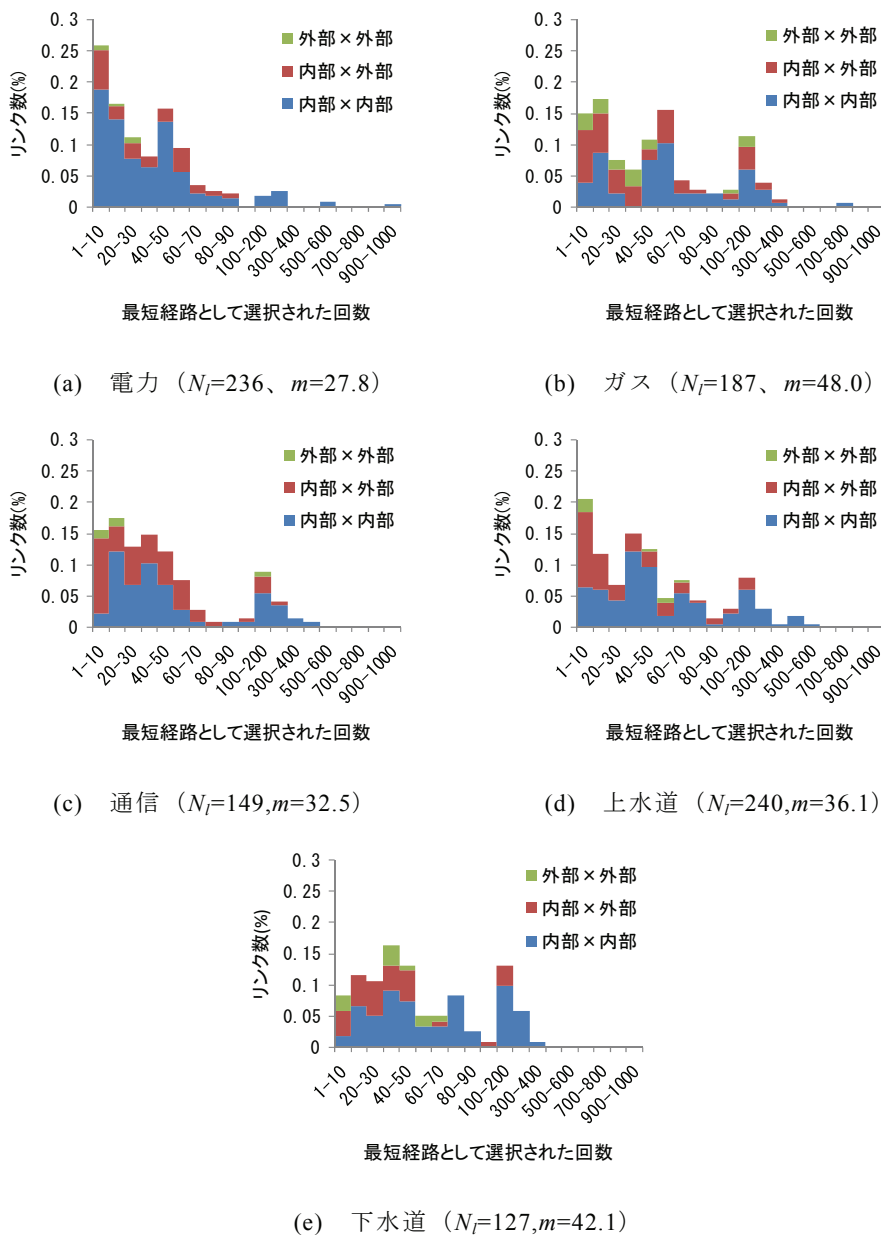 0.3
0.25
0.2
0.15
0.1
0.05
0
リンク数(%)
外部×外部
内部×外部
内部×内部
1-10
20-30
40-50
60-70
80-90
100-200
300-400
500-600
700-800
900-1000
最短経路として選択された回数
(a) 電力（Nl=236、m=27.8）
0.3
0.25
0.2
0.15
0.1
0.05
0
リンク数(%)
外部×外部
内部×外部
内部×内部
1-10
20-30
40-50
60-70
80-90
100-200
300-400
500-600
700-800
900-1000
最短経路として選択された回数
(b) ガス（Nl=187、m=48.0）
0.3
0.25
0.2
0.15
0.1
0.05
0
リンク数(%)
外部×外部
内部×外部
内部×内部
1-10
20-30
40-50
60-70
80-90
100-200
300-400
500-600
700-800
900-1000
最短経路として選択された回数
(c) 通信（Nl=149,m=32.5）
0.3
0.25
0.2
0.15
0.1
0.05
0
リンク数(%)
外部×外部
内部×外部
内部×内部
1-10
20-30
40-50
60-70
80-90
100-200
300-400
500-600
700-800
900-1000
最短経路として選択された回数
(d) 上水道（Nl=240,m=36.1）
0.3
0.25
0.2
0.15
0.1
0.05
0
リンク数(%)
外部×外部
内部×外部
内部×内部
1-10
20-30
40-50
60-70
80-90
100-200
300-400
500-600
700-800
900-1000
最短経路として選択された回数
(e) 下水道（Nl=127,m=42.1）